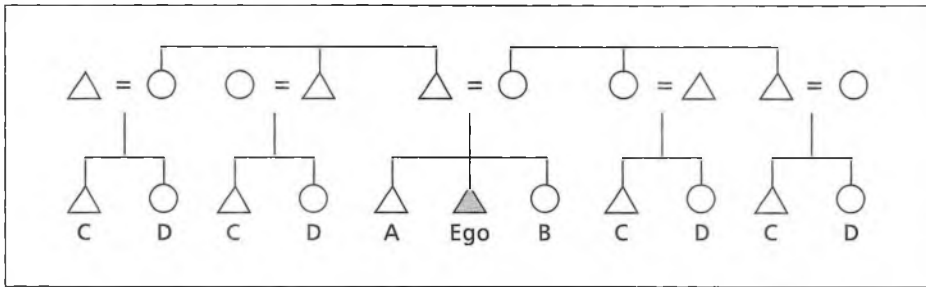 = = = = =
C D C D A Ego B C D C D